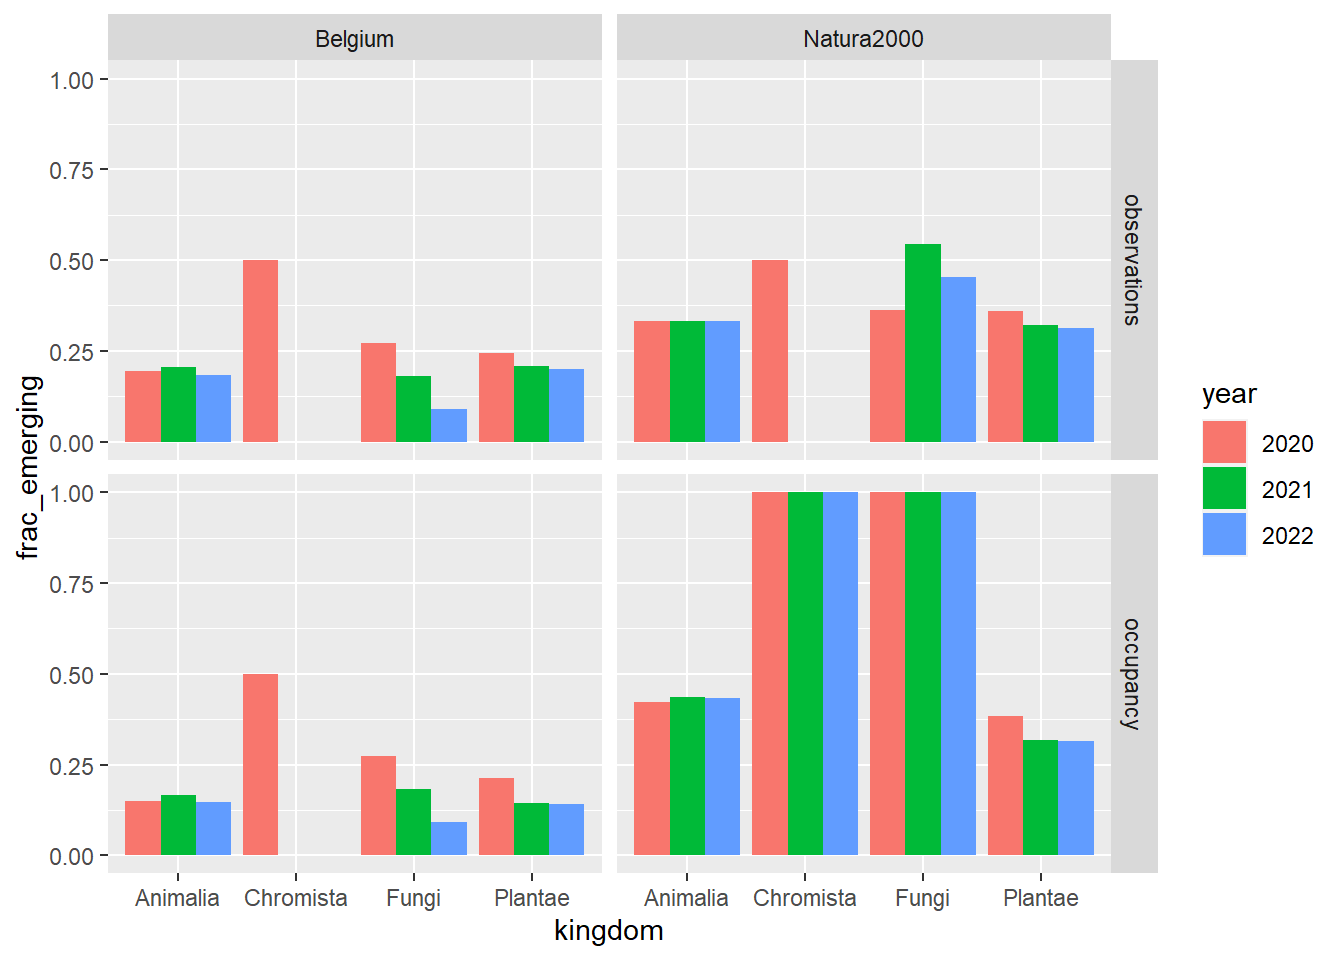 Belgium
Natura2000
1.00
0.75
0.50
0.25
0.00
observations
1.00
0.75
0.50
0.25
0.00
occupancy
frac_emerging
Animalia
Chromista
Fungi
Plantae
Animalia
Chromista
Fungi
Plantae
kingdom
year
2020
2021
2022